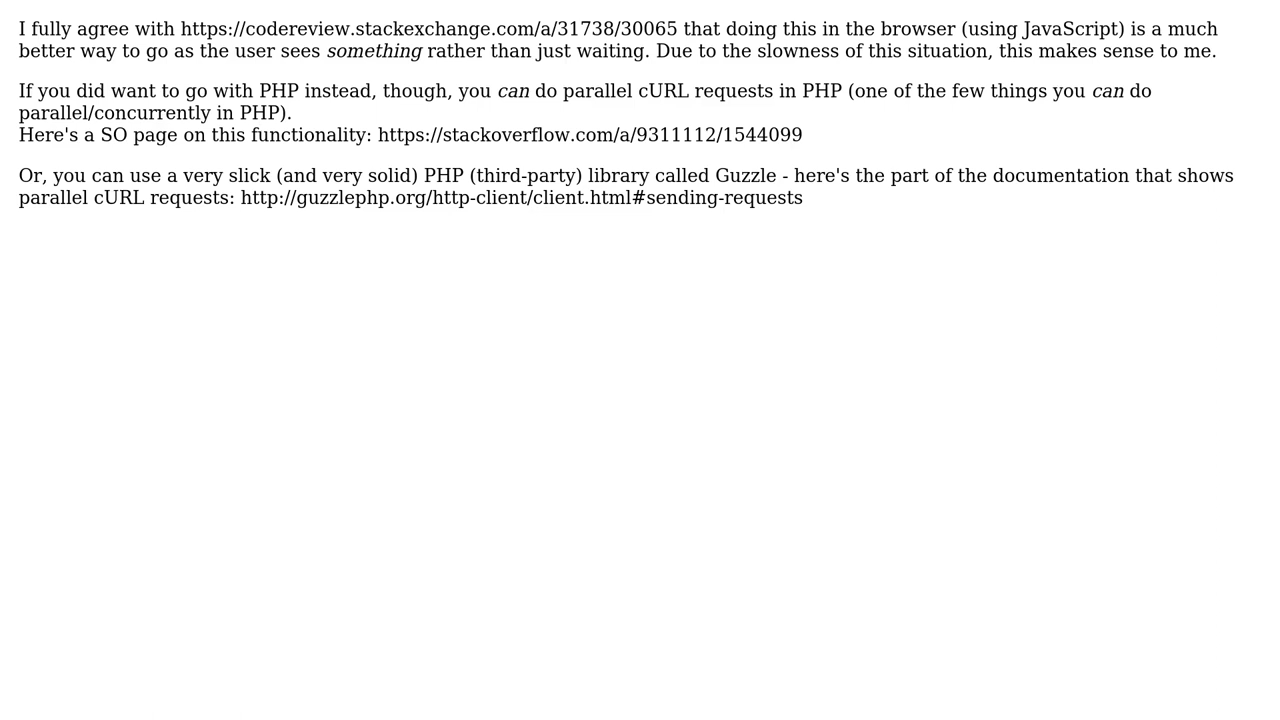 I fully agree with https://codereview.stackexchange.com/a/31738/30065 that doing this in the browser (using JavaScript) is a much
better way to go as the user sees something rather than just waiting. Due to the slowness of this situation, this makes sense to me.
If you did want to go with PHP instead, though, you can do parallel cURL requests in PHP (one of the few things you can do
parallel/concurrently in PHP).
Here's a SO page on this functionality: https://stackoverflow.com/a/9311112/1544099
Or, you can use a very slick (and very solid) PHP (third-party) library called Guzzle - here's the part of the documentation that shows
parallel cURL requests: http://guzzlephp.org/http-client/client.html#sending-requests